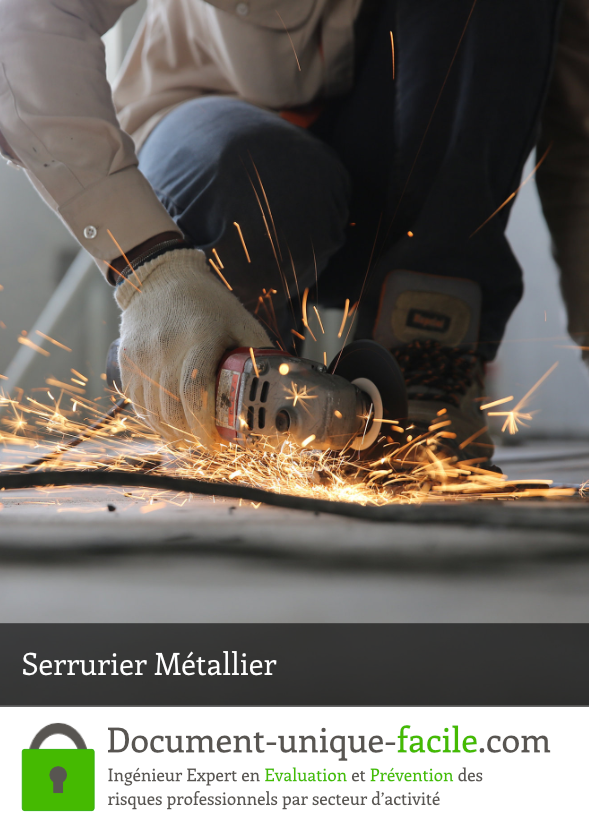 Serrurier Métallier
Document-unique-facile.com
Ingénieur Expert en Evaluation et Prévention des
risques professionnels par secteur d'activité